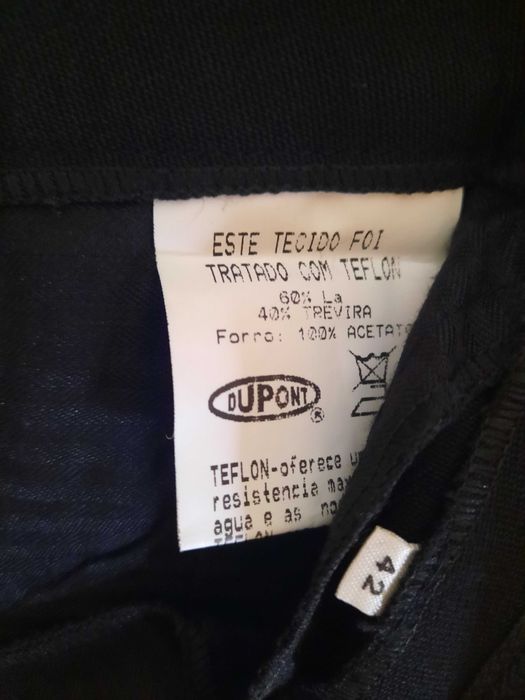 ESTE TECIDO FOI
TRATADO COM TEFLON
60% La
40% TREVIRA
Forro: 100% ACETATO
DUPONT®
TEFLON-oferece
resistencia
agua e as
TEFLON
42